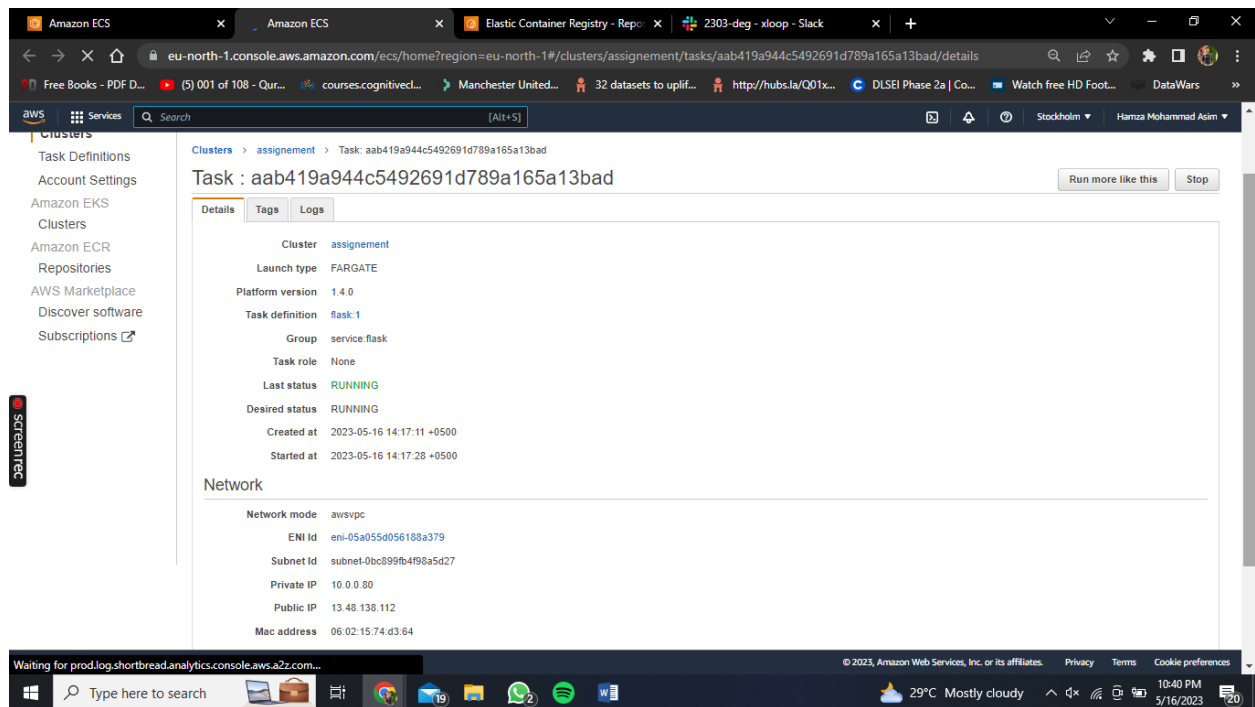 Amazon ECS
Amazon ECS
Elastic Container Registry - Repo
2303-deg - xloop - Slack
eu-north-1.console.aws.amazon.com/ecs/home?region=eu-north-1#/clusters/assignement/tasks/aab419a944c5492691d789a165a13bad/details
Free Books - PDF D...
(5) 001 of 108 - Qur...
courses.cognitivecl...
Manchester United...
32 datasets to uplif...
http://hubs.la/Q01x...
DLSEI Phase 2a | Co...
Watch free HD Foot...
DataWars
»
aws
Services
Search
[Alt+S]
Stockholm ▼
Hamza Mohammad Asim ▼
Clusters
Task Definitions
Account Settings
Amazon EKS
Clusters
Amazon ECR
Repositories
AWS Marketplace
Discover software
Subscriptions
Clusters > assignement > Task: aab419a944c5492691d789a165a13bad
Task : aab419a944c5492691d789a165a13bad
Run more like this
Stop
Details
Tags
Logs
Cluster assignement
Launch type FARGATE
Platform version 1.4.0
Task definition flask:1
Group service:flask
Task role None
Last status RUNNING
Desired status RUNNING
Created at 2023-05-16 14:17:11 +0500
Started at 2023-05-16 14:17:28 +0500
Network
Network mode awsvpc
ENI Id eni-05a055d056188a379
Subnet Id subnet-0bc899fb4f98a5d27
Private IP 10.0.0.80
Public IP 13.48.138.112
Mac address 06:02:15:74:d3:64
screenrec
Waiting for prod.log.shortbread.analytics.console.aws.a2z.com...
© 2023, Amazon Web Services, Inc. or its affiliates.
Privacy
Terms
Cookie preferences
Type here to search
19
2
29°C Mostly cloudy
10:40 PM
5/16/2023
20